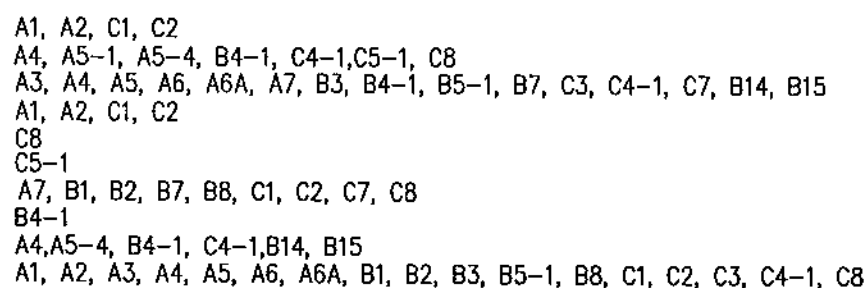 A1, A2, C1, C2
A4, A5-1, A5-4, B4-1, C4-1,C5-1, C8
A3, A4, A5, A6, A6A, A7, B3, B4-1, B5-1, B7, C3, C4-1, C7, B14, B15
A1, A2, C1, C2
C8
C5-1
A7, B1, B2, B7, B8, C1, C2, C7, C8
B4-1
A4,A5-4, B4-1, C4-1,B14, B15
A1, A2, A3, A4, A5, A6, A6A, B1, B2, B3, B5-1, B8, C1, C2, C3, C4-1, C8